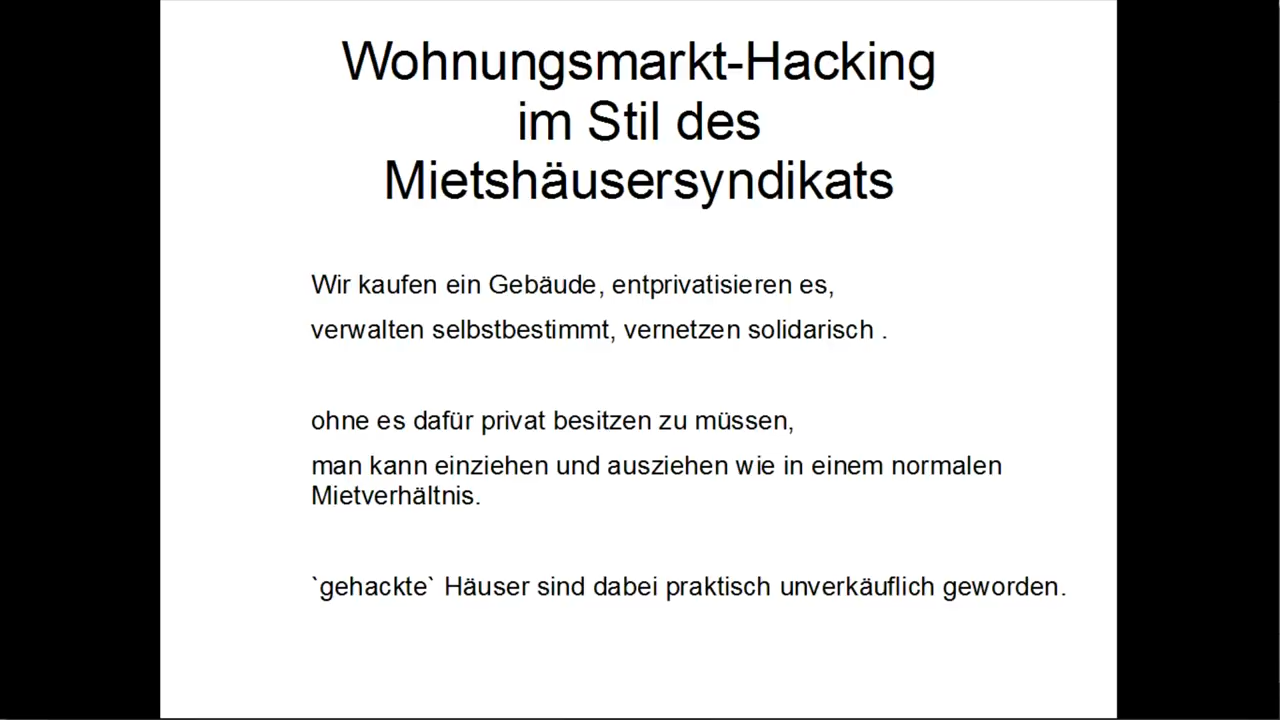 Wohnungsmarkt-Hacking
im Stil des
Mietshäusersyndikats
Wir kaufen ein Gebäude, entprivatisieren es,
verwalten selbstbestimmt, vernetzen solidarisch .
ohne es dafür privat besitzen zu müssen,
man kann einziehen und ausziehen wie in einem normalen
Mietverhältnis.
`gehackte` Häuser sind dabei praktisch unverkäuflich geworden.